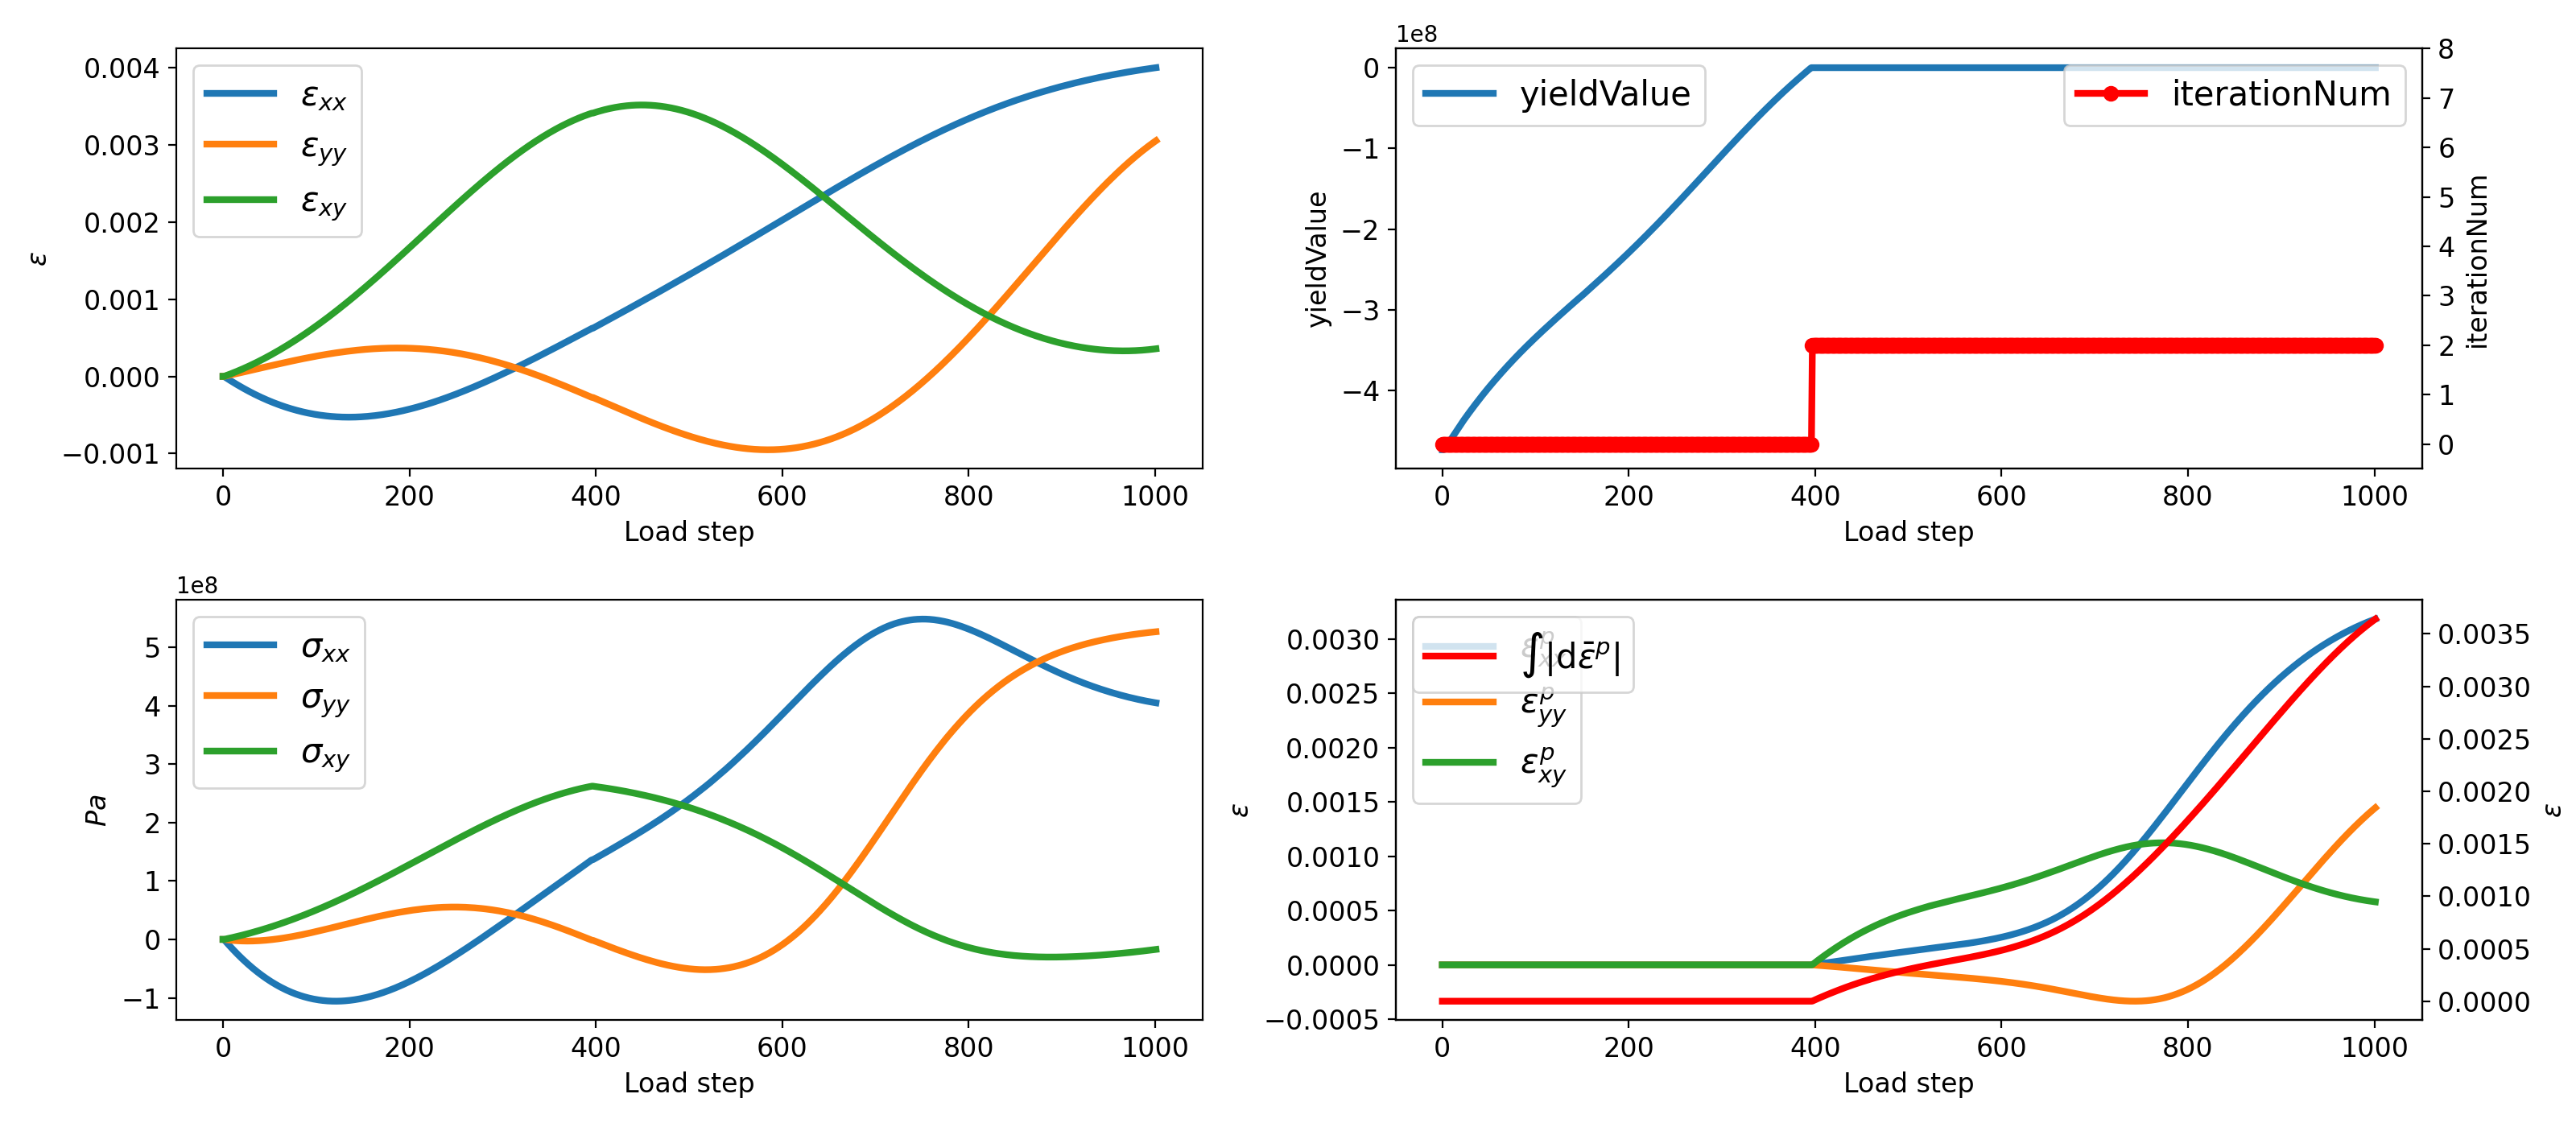 0.004
0.003
0.002
0.001
0.000
−0.001
ε
ε_xx
ε_yy
ε_xy
0 200 400 600 800 1000
Load step
1e8
0
−1
−2
−3
−4
yieldValue
yieldValue
iterationNum
8
7
6
5
4
3
2
1
0
iterationNum
0 200 400 600 800 1000
Load step
1e8
5
4
3
2
1
0
−1
Pa
σ_xx
σ_yy
σ_xy
0 200 400 600 800 1000
Load step
0.0030
0.0025
0.0020
0.0015
0.0010
0.0005
0.0000
−0.0005
ε
ε^p_xx
∫|dε̄^p|
ε^p_yy
ε^p_xy
0.0035
0.0030
0.0025
0.0020
0.0015
0.0010
0.0005
0.0000
ε
0 200 400 600 800 1000
Load step